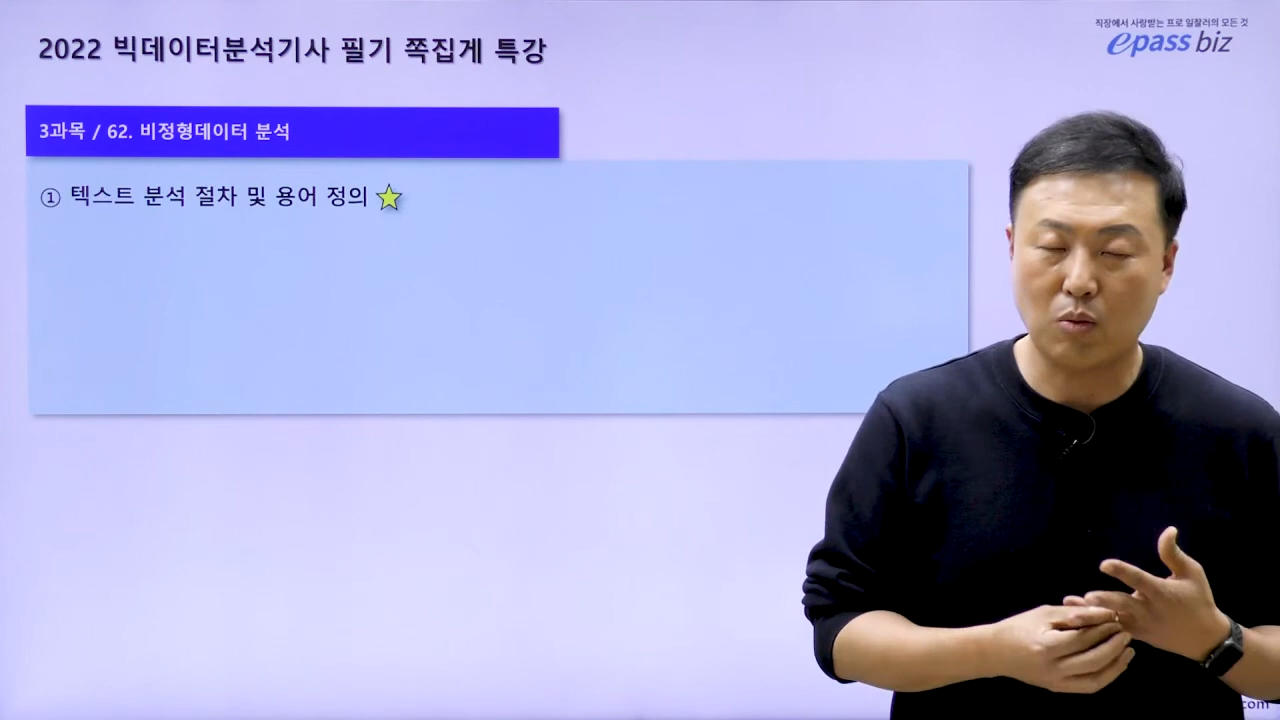 2022 빅데이터분석기사 필기 쪽집게 특강
직장에서 사랑받는 프로 일잘러의 모든 것
epass biz
3과목 / 62. 비정형데이터 분석
① 텍스트 분석 절차 및 용어 정의
com